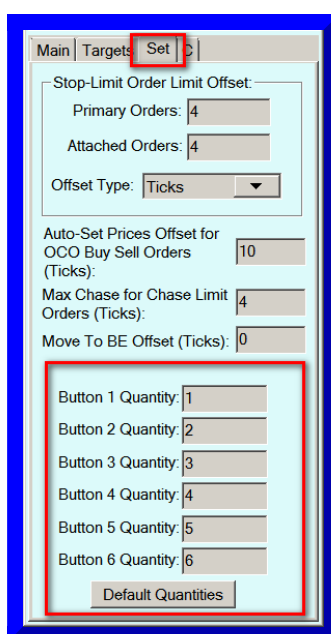 Main Targets Set C
Stop-Limit Order Limit Offset:
Primary Orders: 4
Attached Orders: 4
Offset Type: Ticks
Auto-Set Prices Offset for
OCO Buy Sell Orders 10
(Ticks):
Max Chase for Chase Limit 4
Orders (Ticks):
Move To BE Offset (Ticks): 0
Button 1 Quantity: 1
Button 2 Quantity: 2
Button 3 Quantity: 3
Button 4 Quantity: 4
Button 5 Quantity: 5
Button 6 Quantity: 6
Default Quantities